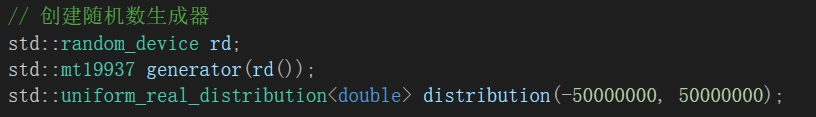 // 创建随机数生成器
std::random_device rd;
std::mt19937 generator(rd());
std::uniform_real_distribution<double> distribution(-50000000, 50000000);